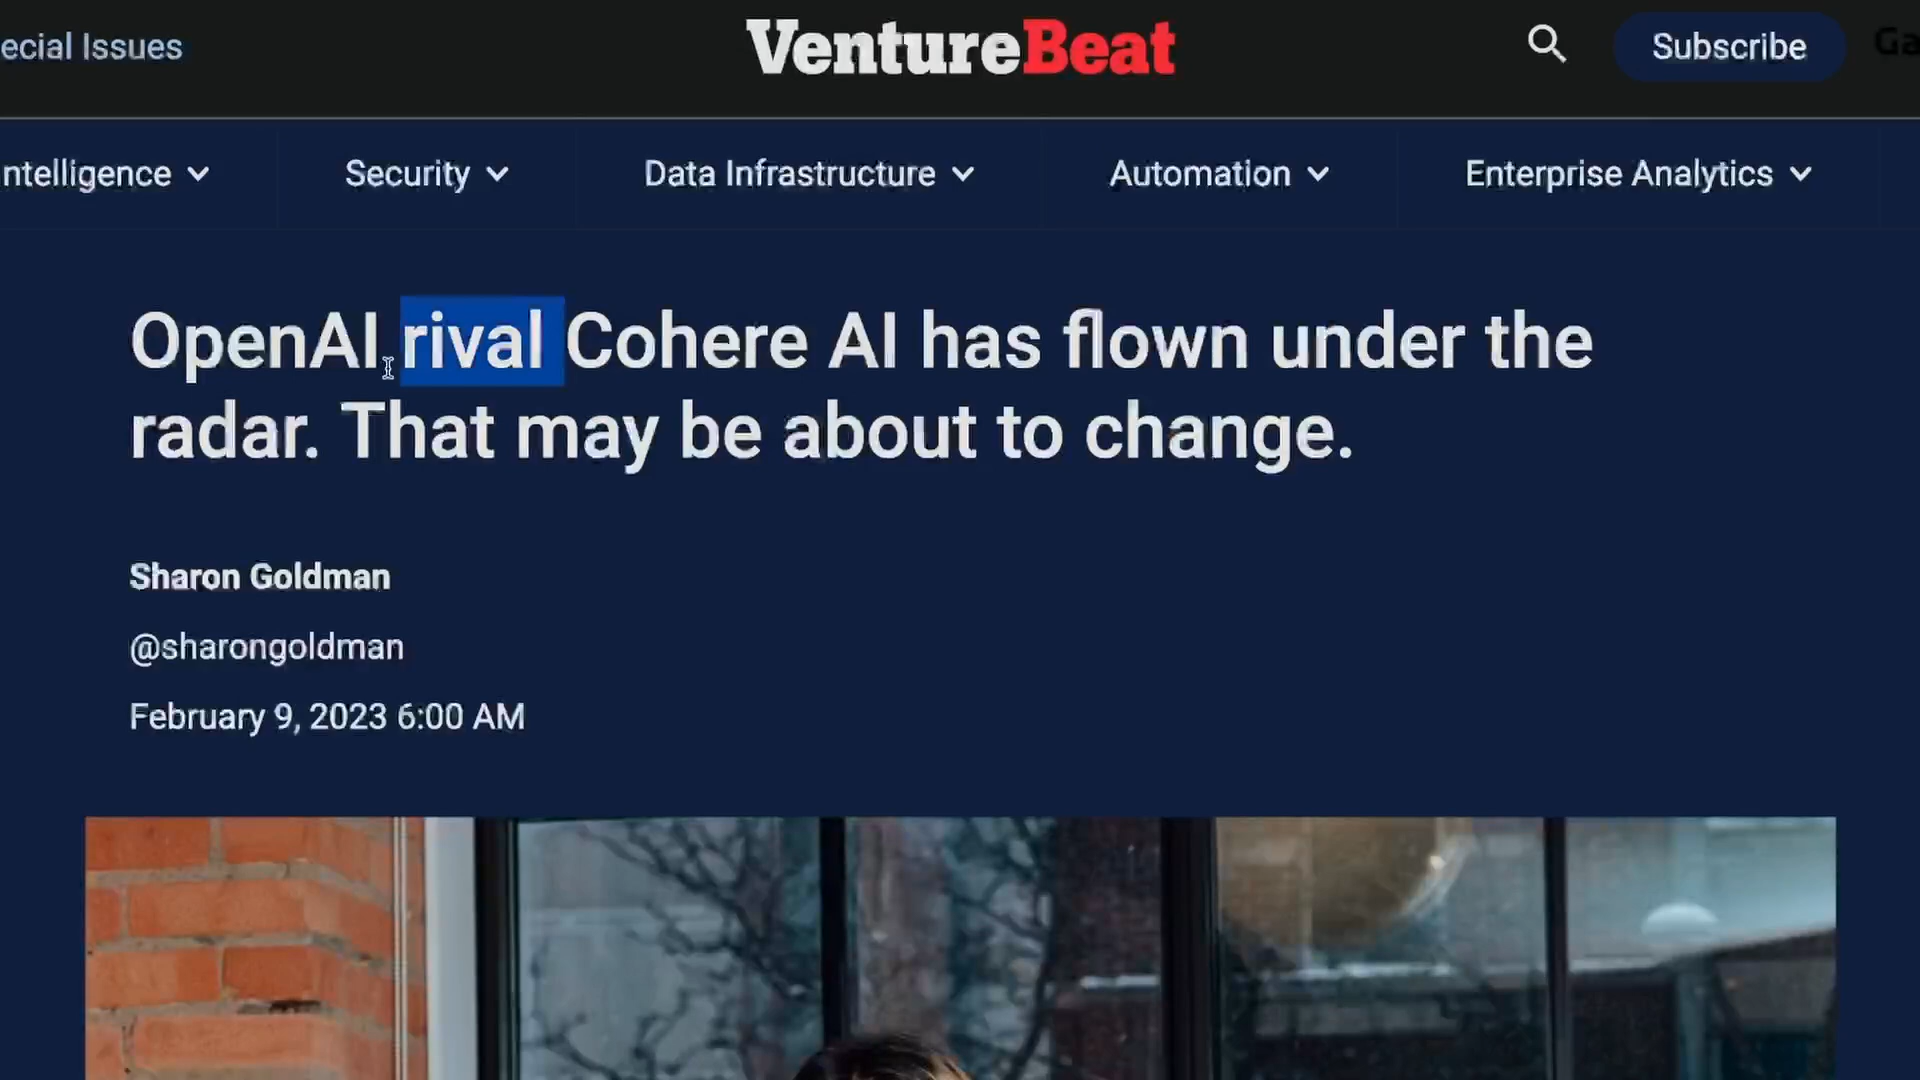 ecial Issues
VentureBeat
Subscribe
Ga
ntelligence
Security
Data Infrastructure
Automation
Enterprise Analytics
OpenAI rival Cohere AI has flown under the
radar. That may be about to change.
Sharon Goldman
@sharongoldman
February 9, 2023 6:00 AM